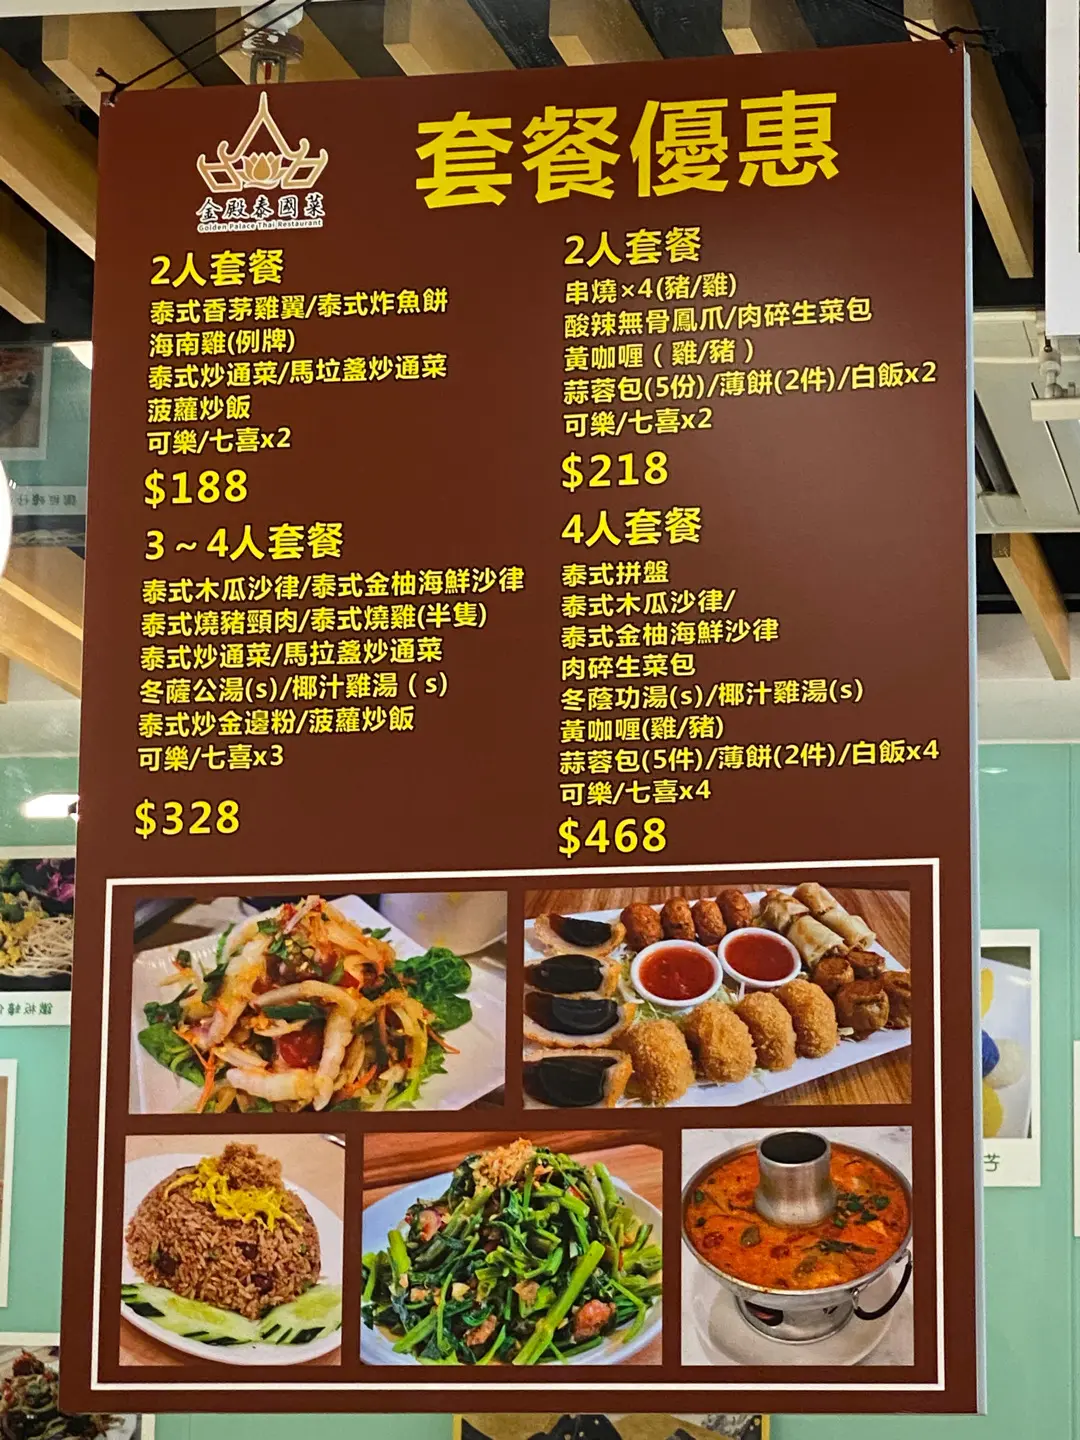 套餐優惠
金殿泰國菜
Golden Palace Thai Restaurant
2人套餐
泰式香茅雞翼/泰式炸魚餅
海南雞(例牌)
泰式炒通菜/馬垃盞炒通菜
菠蘿炒飯
可樂/七喜x2
$188
2人套餐
串燒×4(豬/雞)
酸辣無骨鳳爪/肉碎生菜包
黃咖喱（雞/豬）
蒜蓉包(5份)/薄餅(2件)/白飯x2
可樂/七喜x2
$218
3～4人套餐
泰式木瓜沙律/泰式金柚海鮮沙律
泰式燒豬頸肉/泰式燒雞(半隻)
泰式炒通菜/馬拉盞炒通菜
冬薩公湯(s)/椰汁雞湯（s)
泰式炒金邊粉/菠蘿炒飯
可樂/七喜x3
$328
4人套餐
泰式拼盤
泰式木瓜沙律/
泰式金柚海鮮沙律
肉碎生菜包
冬蔭功湯(s)/椰汁雞湯(s)
黃咖喱(雞/豬)
蒜蓉包(5件)/薄餅(2件)/白飯x4
可樂/七喜x4
$468